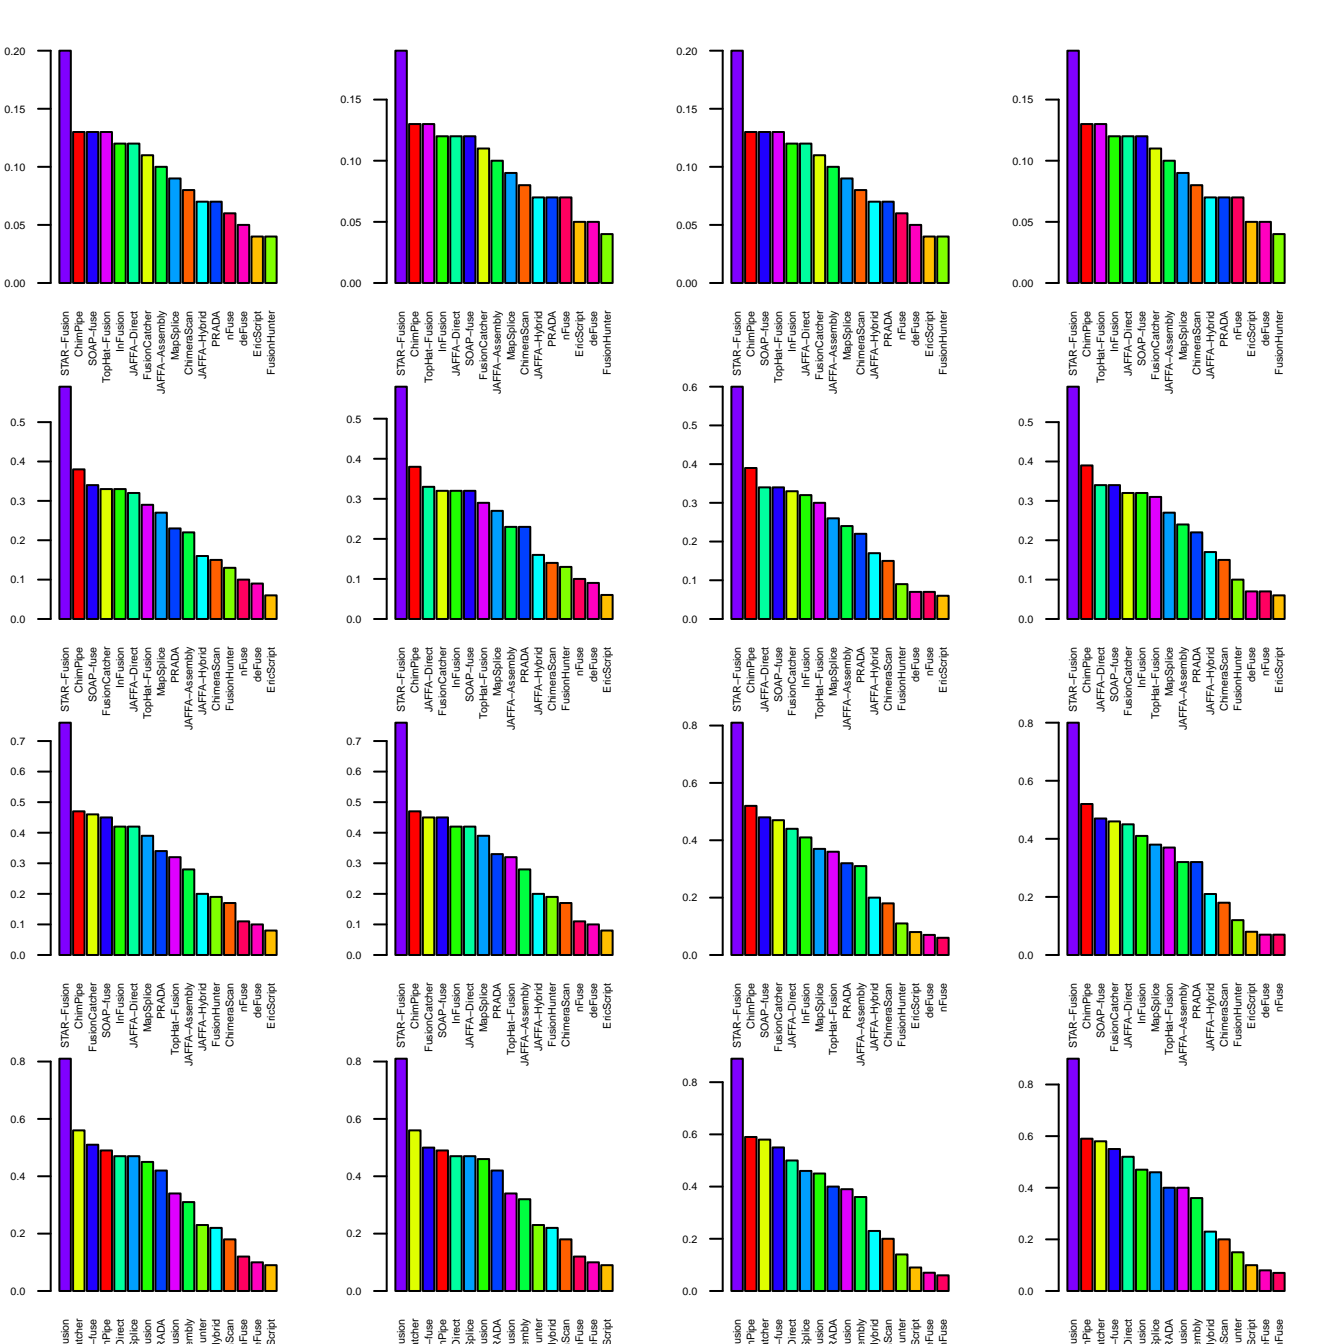 0.20
0.15
0.10
0.05
0.00
STAR−Fusion
ChimPipe
SOAP−fuse
TopHat−Fusion
InFusion
JAFFA−Direct
FusionCatcher
JAFFA−Assembly
MapSplice
ChimeraScan
JAFFA−Hybrid
PRADA
nFuse
deFuse
EricScript
FusionHunter
0.15
0.10
0.05
0.00
STAR−Fusion
ChimPipe
TopHat−Fusion
InFusion
JAFFA−Direct
SOAP−fuse
FusionCatcher
JAFFA−Assembly
MapSplice
ChimeraScan
JAFFA−Hybrid
PRADA
nFuse
EricScript
deFuse
FusionHunter
0.20
0.15
0.10
0.05
0.00
STAR−Fusion
ChimPipe
SOAP−fuse
TopHat−Fusion
InFusion
JAFFA−Direct
FusionCatcher
JAFFA−Assembly
MapSplice
ChimeraScan
JAFFA−Hybrid
PRADA
nFuse
deFuse
EricScript
FusionHunter
0.15
0.10
0.05
0.00
STAR−Fusion
ChimPipe
TopHat−Fusion
InFusion
JAFFA−Direct
SOAP−fuse
FusionCatcher
JAFFA−Assembly
MapSplice
ChimeraScan
JAFFA−Hybrid
PRADA
nFuse
EricScript
deFuse
FusionHunter
0.5
0.4
0.3
0.2
0.1
0.0
STAR−Fusion
ChimPipe
SOAP−fuse
FusionCatcher
InFusion
JAFFA−Direct
TopHat−Fusion
MapSplice
PRADA
JAFFA−Assembly
JAFFA−Hybrid
ChimeraScan
FusionHunter
nFuse
deFuse
EricScript
0.5
0.4
0.3
0.2
0.1
0.0
STAR−Fusion
ChimPipe
JAFFA−Direct
FusionCatcher
InFusion
SOAP−fuse
TopHat−Fusion
MapSplice
JAFFA−Assembly
PRADA
JAFFA−Hybrid
ChimeraScan
FusionHunter
nFuse
deFuse
EricScript
0.6
0.5
0.4
0.3
0.2
0.1
0.0
STAR−Fusion
ChimPipe
JAFFA−Direct
SOAP−fuse
FusionCatcher
InFusion
TopHat−Fusion
MapSplice
JAFFA−Assembly
PRADA
JAFFA−Hybrid
ChimeraScan
FusionHunter
deFuse
nFuse
EricScript
0.5
0.4
0.3
0.2
0.1
0.0
STAR−Fusion
ChimPipe
JAFFA−Direct
SOAP−fuse
FusionCatcher
InFusion
TopHat−Fusion
MapSplice
JAFFA−Assembly
PRADA
JAFFA−Hybrid
ChimeraScan
FusionHunter
deFuse
nFuse
EricScript
0.7
0.6
0.5
0.4
0.3
0.2
0.1
0.0
STAR−Fusion
ChimPipe
FusionCatcher
SOAP−fuse
InFusion
JAFFA−Direct
MapSplice
PRADA
TopHat−Fusion
JAFFA−Assembly
JAFFA−Hybrid
FusionHunter
ChimeraScan
nFuse
deFuse
EricScript
0.7
0.6
0.5
0.4
0.3
0.2
0.1
0.0
STAR−Fusion
ChimPipe
FusionCatcher
SOAP−fuse
InFusion
JAFFA−Direct
MapSplice
PRADA
TopHat−Fusion
JAFFA−Assembly
JAFFA−Hybrid
FusionHunter
ChimeraScan
nFuse
deFuse
EricScript
0.8
0.6
0.4
0.2
0.0
STAR−Fusion
ChimPipe
SOAP−fuse
FusionCatcher
JAFFA−Direct
InFusion
MapSplice
TopHat−Fusion
PRADA
JAFFA−Assembly
JAFFA−Hybrid
ChimeraScan
FusionHunter
EricScript
deFuse
nFuse
0.8
0.6
0.4
0.2
0.0
STAR−Fusion
ChimPipe
SOAP−fuse
FusionCatcher
JAFFA−Direct
InFusion
MapSplice
TopHat−Fusion
JAFFA−Assembly
PRADA
JAFFA−Hybrid
ChimeraScan
FusionHunter
EricScript
deFuse
nFuse
0.8
0.6
0.4
0.2
0.0
0.8
0.6
0.4
0.2
0.0
0.8
0.6
0.4
0.2
0.0
0.8
0.6
0.4
0.2
0.0